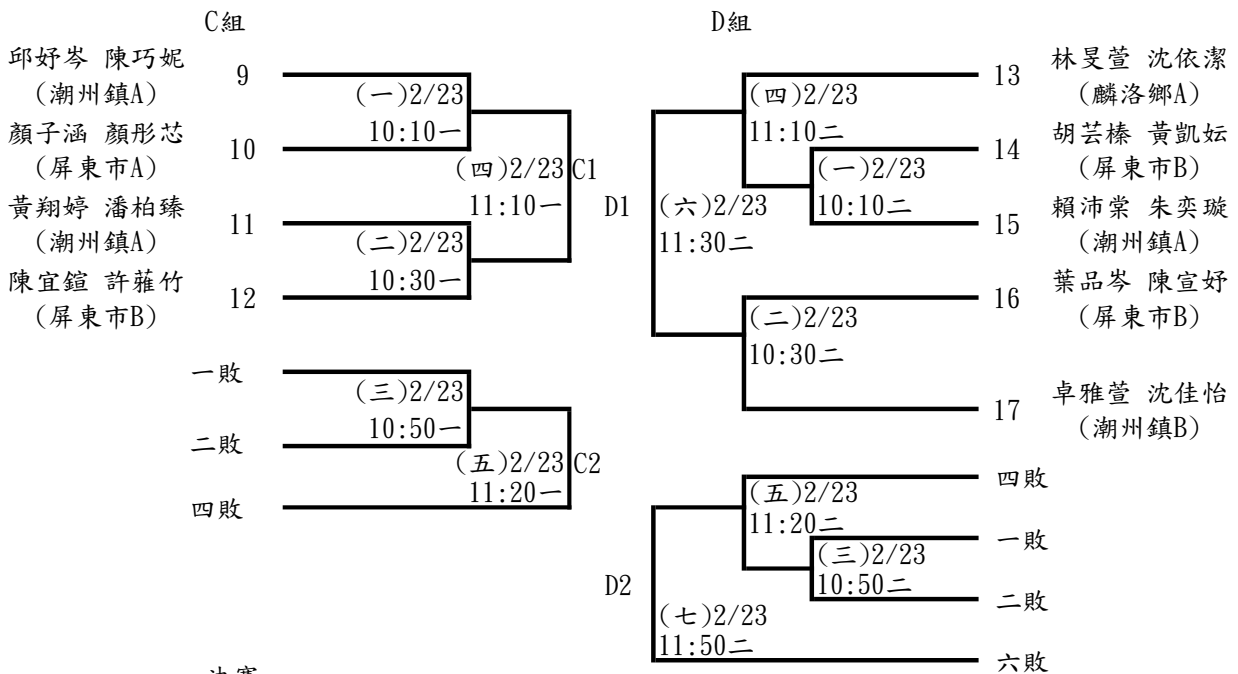 C組
邱妤岑 陳巧妮
(潮州鎮A)
9
(一)2/23
10:10一
顏子涵 顏彤芯
(屏東市A)
10
(四)2/23
11:10一
C1
黃翔婷 潘柏臻
(潮州鎮A)
11
(二)2/23
10:30一
陳宜鍹 許蓶竹
(屏東市B)
12
一敗
(三)2/23
10:50一
二敗
(五)2/23
11:20一
C2
四敗
D組
林旻萱 沈依潔
(麟洛鄉A)
13
(四)2/23
11:10二
胡芸榛 黃凱妘
(屏東市B)
14
(一)2/23
10:10二
D1
(六)2/23
11:30二
賴沛棠 朱奕璇
(潮州鎮A)
15
葉品岑 陳宣妤
(屏東市B)
16
(二)2/23
10:30二
卓雅萱 沈佳怡
(潮州鎮B)
17
四敗
(五)2/23
11:20二
一敗
(三)2/23
10:50二
D2
二敗
(七)2/23
11:50二
六敗